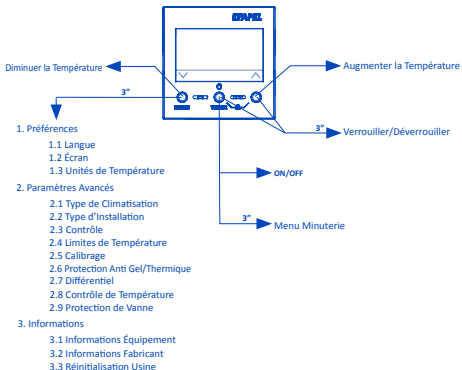 EFAPEL
Diminuer la Température
Augmenter la Température
3”
3”
Verrouiller/Déverrouiller
1. Préférences
1.1 Langue
1.2 Écran
1.3 Unités de Température
ON/OFF
2. Paramètres Avancés
2.1 Type de Climatisation
2.2 Type d’Installation
2.3 Contrôle
2.4 Limites de Température
2.5 Calibrage
2.6 Protection Anti Gel/Thermique
2.7 Différentiel
2.8 Contrôle de Température
2.9 Protection de Vanne
3”
Menu Minuterie
3. Informations
3.1 Informations Équipement
3.2 Informations Fabricant
3.3 Réinitialisation Usine